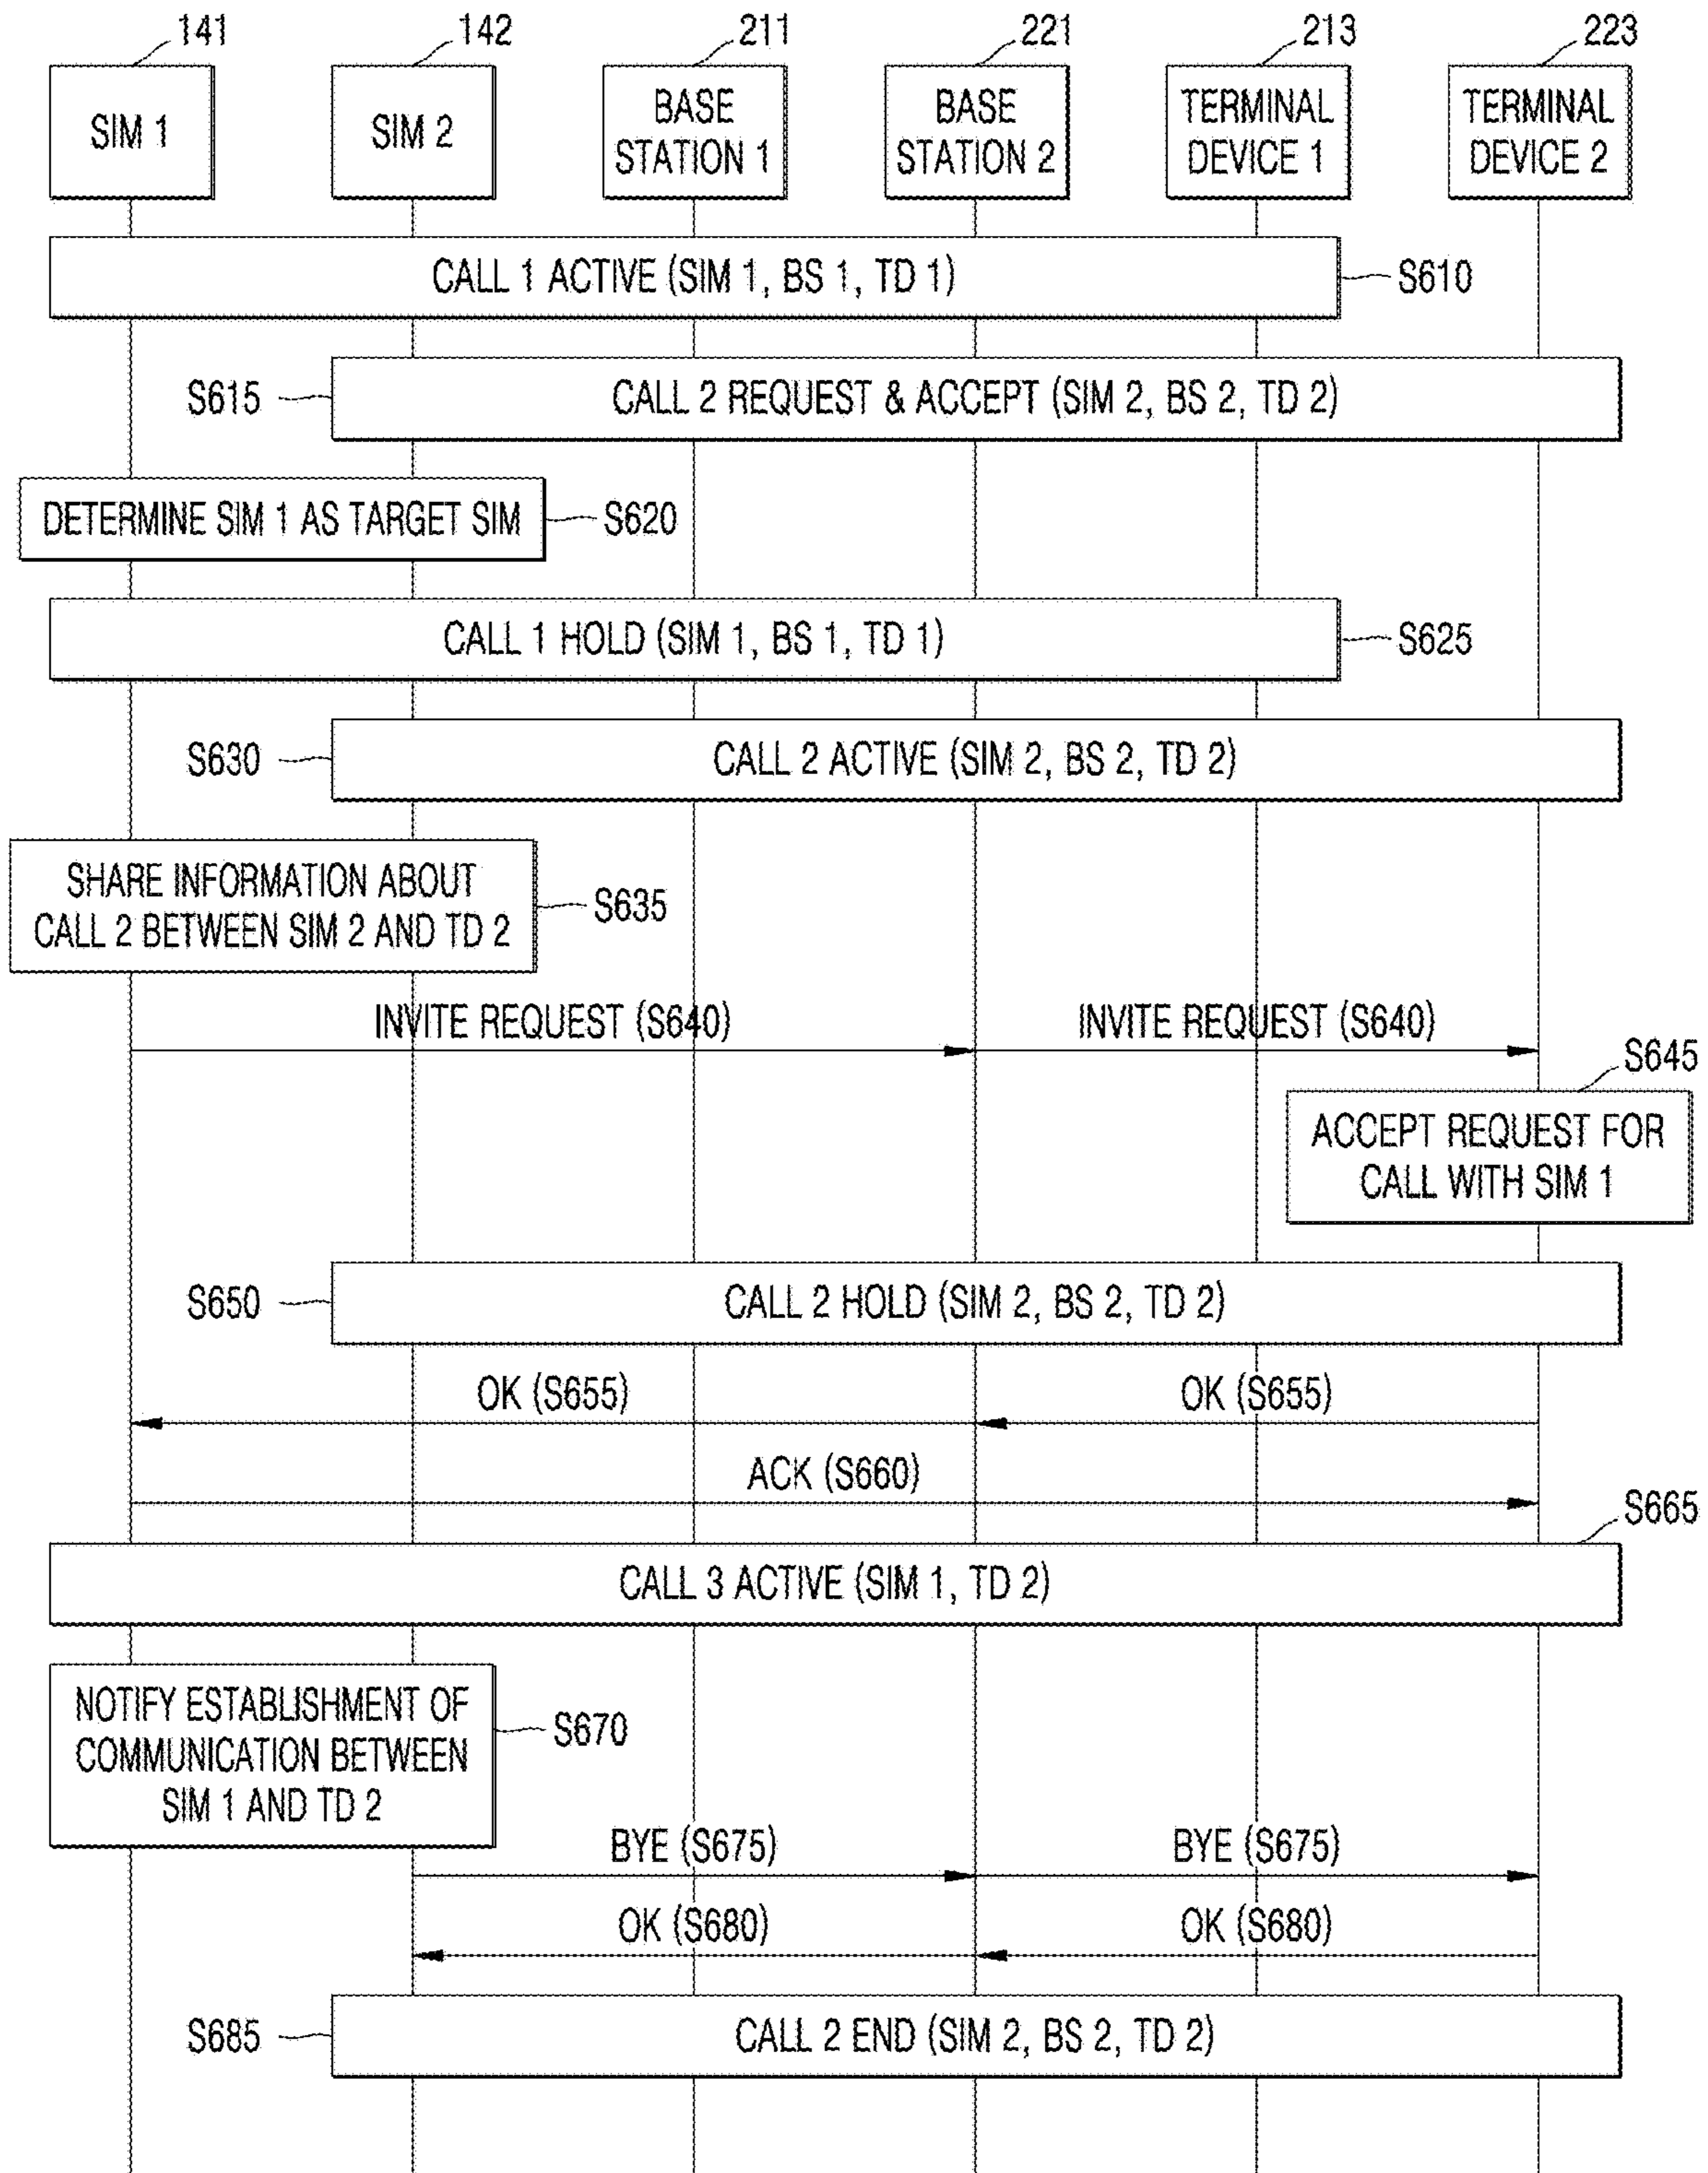 141
142
211
221
213
223
SIM 1
SIM 2
BASE
STATION 1
BASE
STATION 2
TERMINAL
DEVICE 1
TERMINAL
DEVICE 2
CALL 1 ACTIVE (SIM 1, BS 1, TD 1)
S610
S615
CALL 2 REQUEST & ACCEPT (SIM 2, BS 2, TD 2)
DETERMINE SIM 1 AS TARGET SIM
S620
CALL 1 HOLD (SIM 1, BS 1, TD 1)
S625
S630
CALL 2 ACTIVE (SIM 2, BS 2, TD 2)
SHARE INFORMATION ABOUT
CALL 2 BETWEEN SIM 2 AND TD 2
S635
INVITE REQUEST (S640)
INVITE REQUEST (S640)
S645
ACCEPT REQUEST FOR
CALL WITH SIM 1
S650
CALL 2 HOLD (SIM 2, BS 2, TD 2)
OK (S655)
OK (S655)
ACK (S660)
S665
CALL 3 ACTIVE (SIM 1, TD 2)
NOTIFY ESTABLISHMENT OF
COMMUNICATION BETWEEN
SIM 1 AND TD 2
S670
BYE (S675)
BYE (S675)
OK (S680)
OK (S680)
S685
CALL 2 END (SIM 2, BS 2, TD 2)